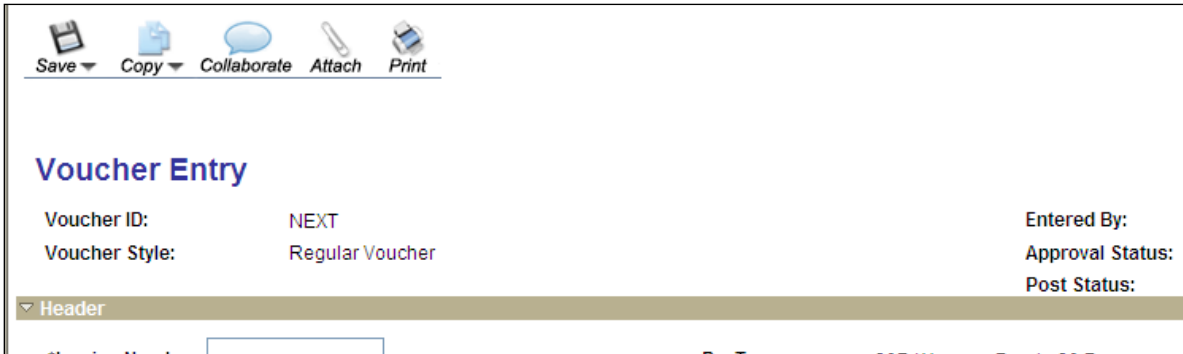 Save Copy Collaborate Attach Print
Voucher Entry
Voucher ID: NEXT Entered By:
Voucher Style: Regular Voucher Approval Status:
Post Status:
Header